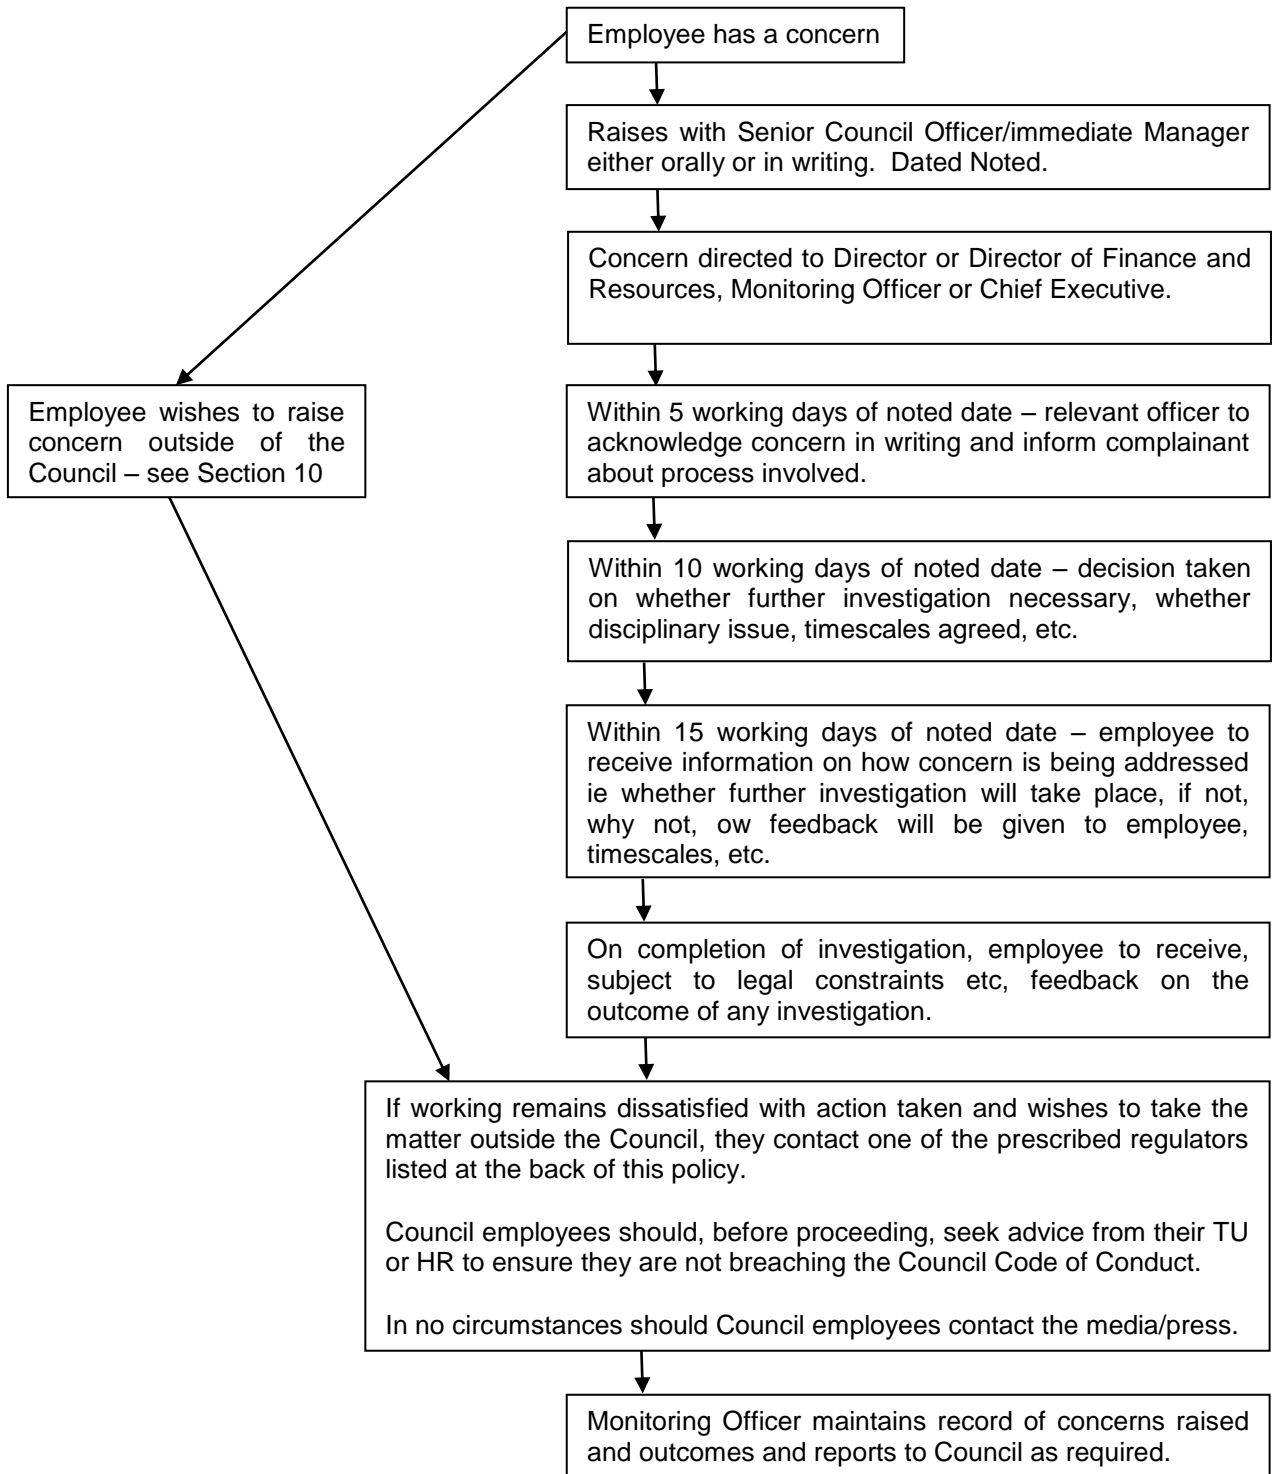 Employee has a concern
Raises with Senior Council Officer/immediate Manager
either orally or in writing.  Dated Noted.
Concern directed to Director or Director of Finance and
Resources, Monitoring Officer or Chief Executive.
Employee wishes to raise
concern outside of the
Council – see Section 10
Within 5 working days of noted date – relevant officer to
acknowledge concern in writing and inform complainant
about process involved.
Within 10 working days of noted date – decision taken
on whether further investigation necessary, whether
disciplinary issue, timescales agreed, etc.
Within 15 working days of noted date – employee to
receive information on how concern is being addressed
ie whether further investigation will take place, if not,
why not, ow feedback will be given to employee,
timescales, etc.
On completion of investigation, employee to receive,
subject to legal constraints etc, feedback on the
outcome of any investigation.
If working remains dissatisfied with action taken and wishes to take the
matter outside the Council, they contact one of the prescribed regulators
listed at the back of this policy.
Council employees should, before proceeding, seek advice from their TU
or HR to ensure they are not breaching the Council Code of Conduct.
In no circumstances should Council employees contact the media/press.
Monitoring Officer maintains record of concerns raised
and outcomes and reports to Council as required.